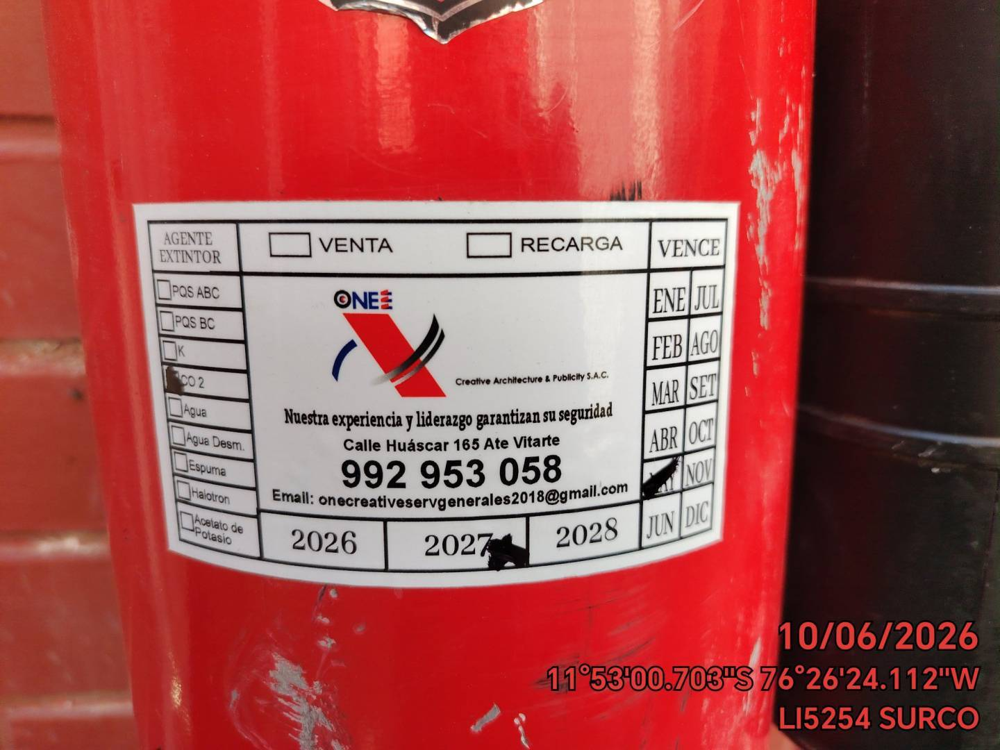 AGENTE
EXTINTOR
VENTA
RECARGA
VENCE
PQS ABC
PQS BC
K
CO 2
Agua
Agua Desm.
Espuma
Halotron
Acetato de
Potasio
ONE
Creative Architecture & Publicity S.A.C.
Nuestra experiencia y liderazgo garantizan su seguridad
Calle Huáscar 165 Ate Vitarte
992 953 058
Email: onecreativeservgenerales2018@gmail.com
2026 2027 2028
ENE JUL
FEB AGO
MAR SET
ABR OCT
MAY NOV
JUN DIC
10/06/2026
11°53'00.703"S 76°26'24.112"W
LI5254 SURCO